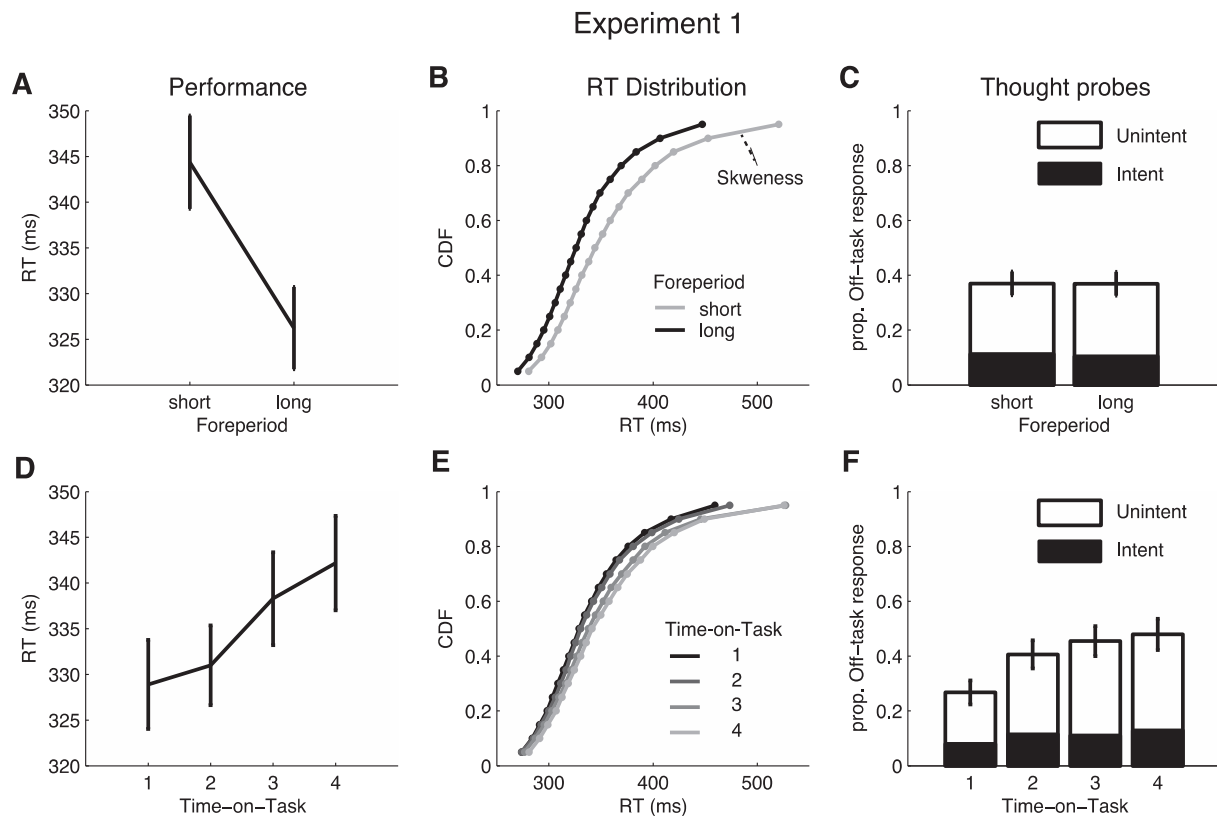 Experiment 1
A
Performance
350
345
340
335
330
325
320
RT (ms)
short
long
Foreperiod
B
RT Distribution
1
0.8
0.6
0.4
0.2
0
CDF
Skweness
Foreperiod
short
long
300
400
500
RT (ms)
C
Thought probes
1
0.8
0.6
0.4
0.2
0
prop. Off-task response
Unintent
Intent
short
long
Foreperiod
D
350
345
340
335
330
325
320
RT (ms)
1
2
3
4
Time-on-Task
E
1
0.8
0.6
0.4
0.2
0
CDF
Time-on-Task
1
2
3
4
300
400
500
RT (ms)
F
1
0.8
0.6
0.4
0.2
0
prop. Off-task response
Unintent
Intent
1
2
3
4
Time-on-Task